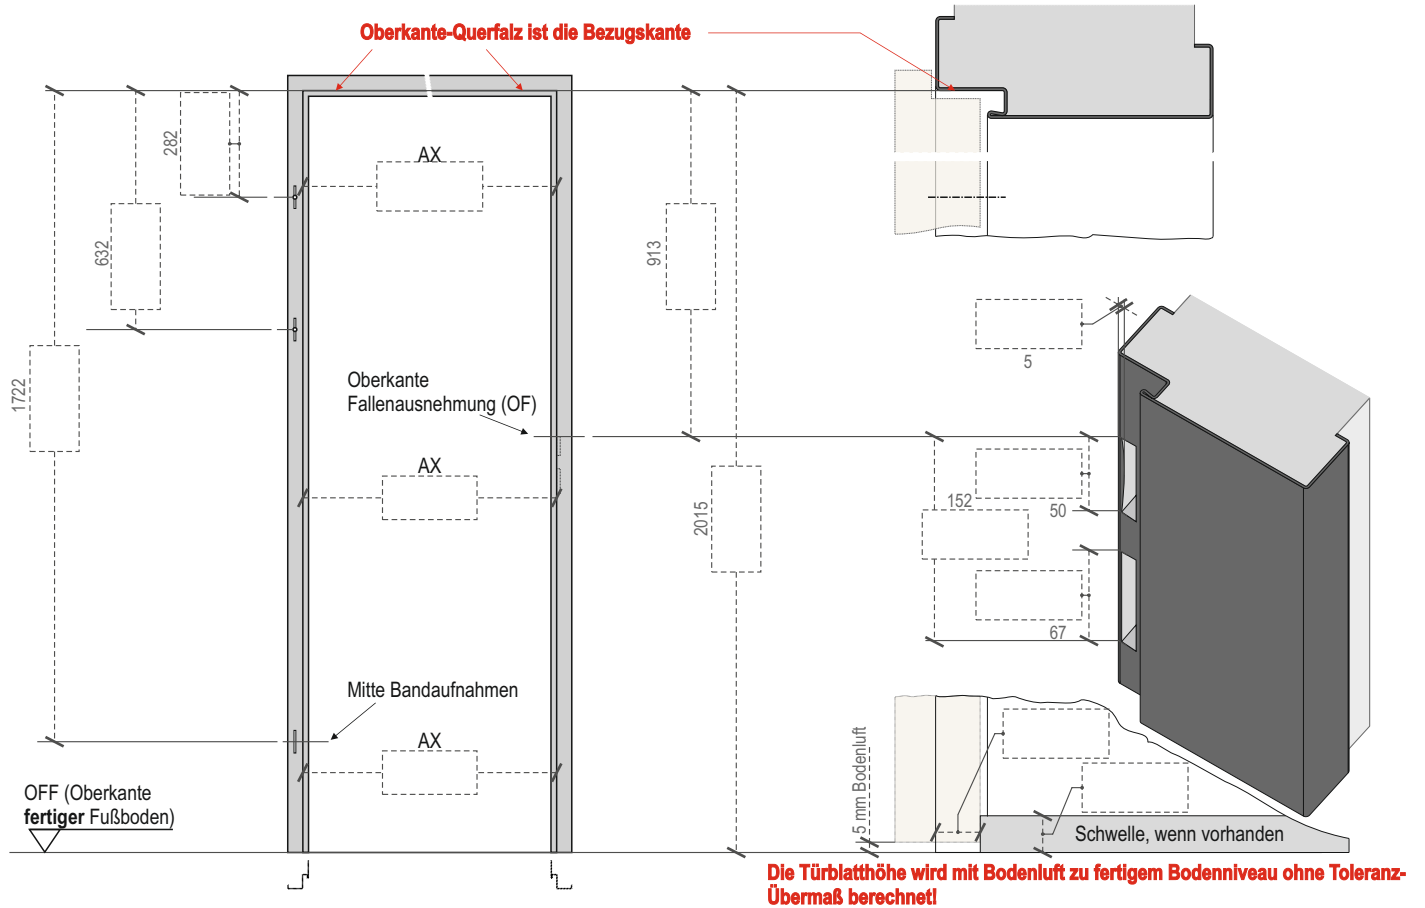 Oberkante-Querfalz ist die Bezugskante
282
AX
632
913
1722
5
Oberkante
Fallenausnehmung (OF)
AX
2015
152
50
67
Mitte Bandaufnahmen
AX
OFF (Oberkante
fertiger Fußboden)
5 mm Bodenluft
Schwelle, wenn vorhanden
Die Türblatthöhe wird mit Bodenluft zu fertigem Bodenniveau ohne Toleranz-
Übermaß berechnet!